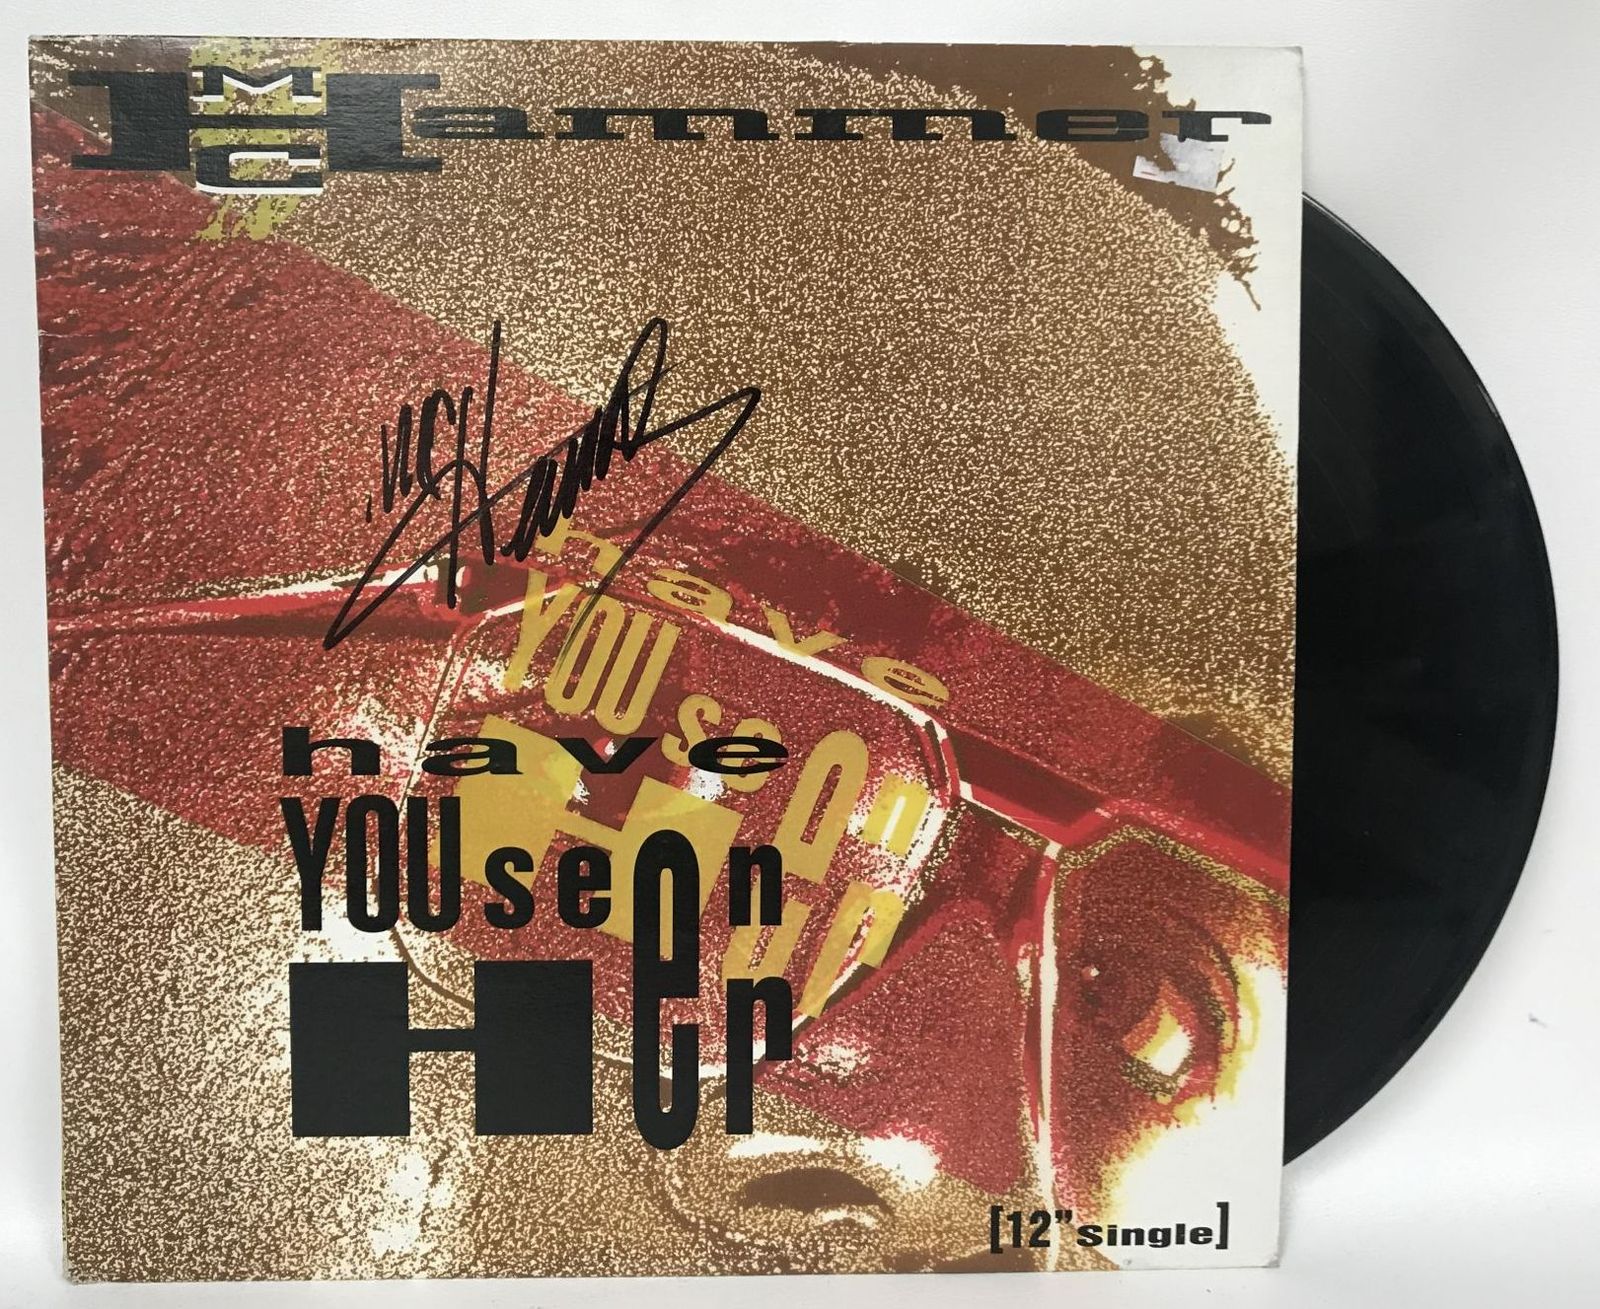 MC Hammer
MC Hammer
have
YOU seen
Her
have
YOU seen
Her
[12" Single]